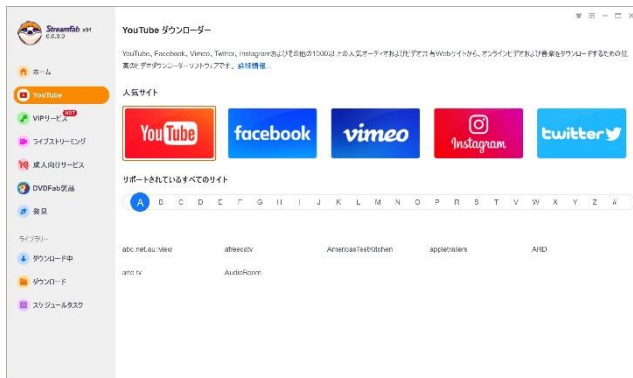 StreamFab x64
YouTube ダウンローダー
YouTube、Facebook、Vimeo、Twitter、Instagramおよびその他の1000以上の人気オーディオおよびビデオ共有Webサイトから、オンラインビデオおよび音楽をダウンロードするための最
高のビデオダウンローダーソフトウェアです。詳細情報...
ホーム
YouTube
VIPサービス HOT
ライブストリーミング
成人向けサービス
DVDFab製品
発見
ライブラリー
ダウンロード中
ダウンロード
スケジュールタスク
人気サイト
YouTube
facebook
vimeo
Instagram
twitter
サポートされているすべてのサイト
A B C D E F G H I J K L M N O P R S T V W X Y Z #
abc.net.au:iview afreecatv AmericasTestKitchen appletrailers ARD
arte.tv AudioBoom